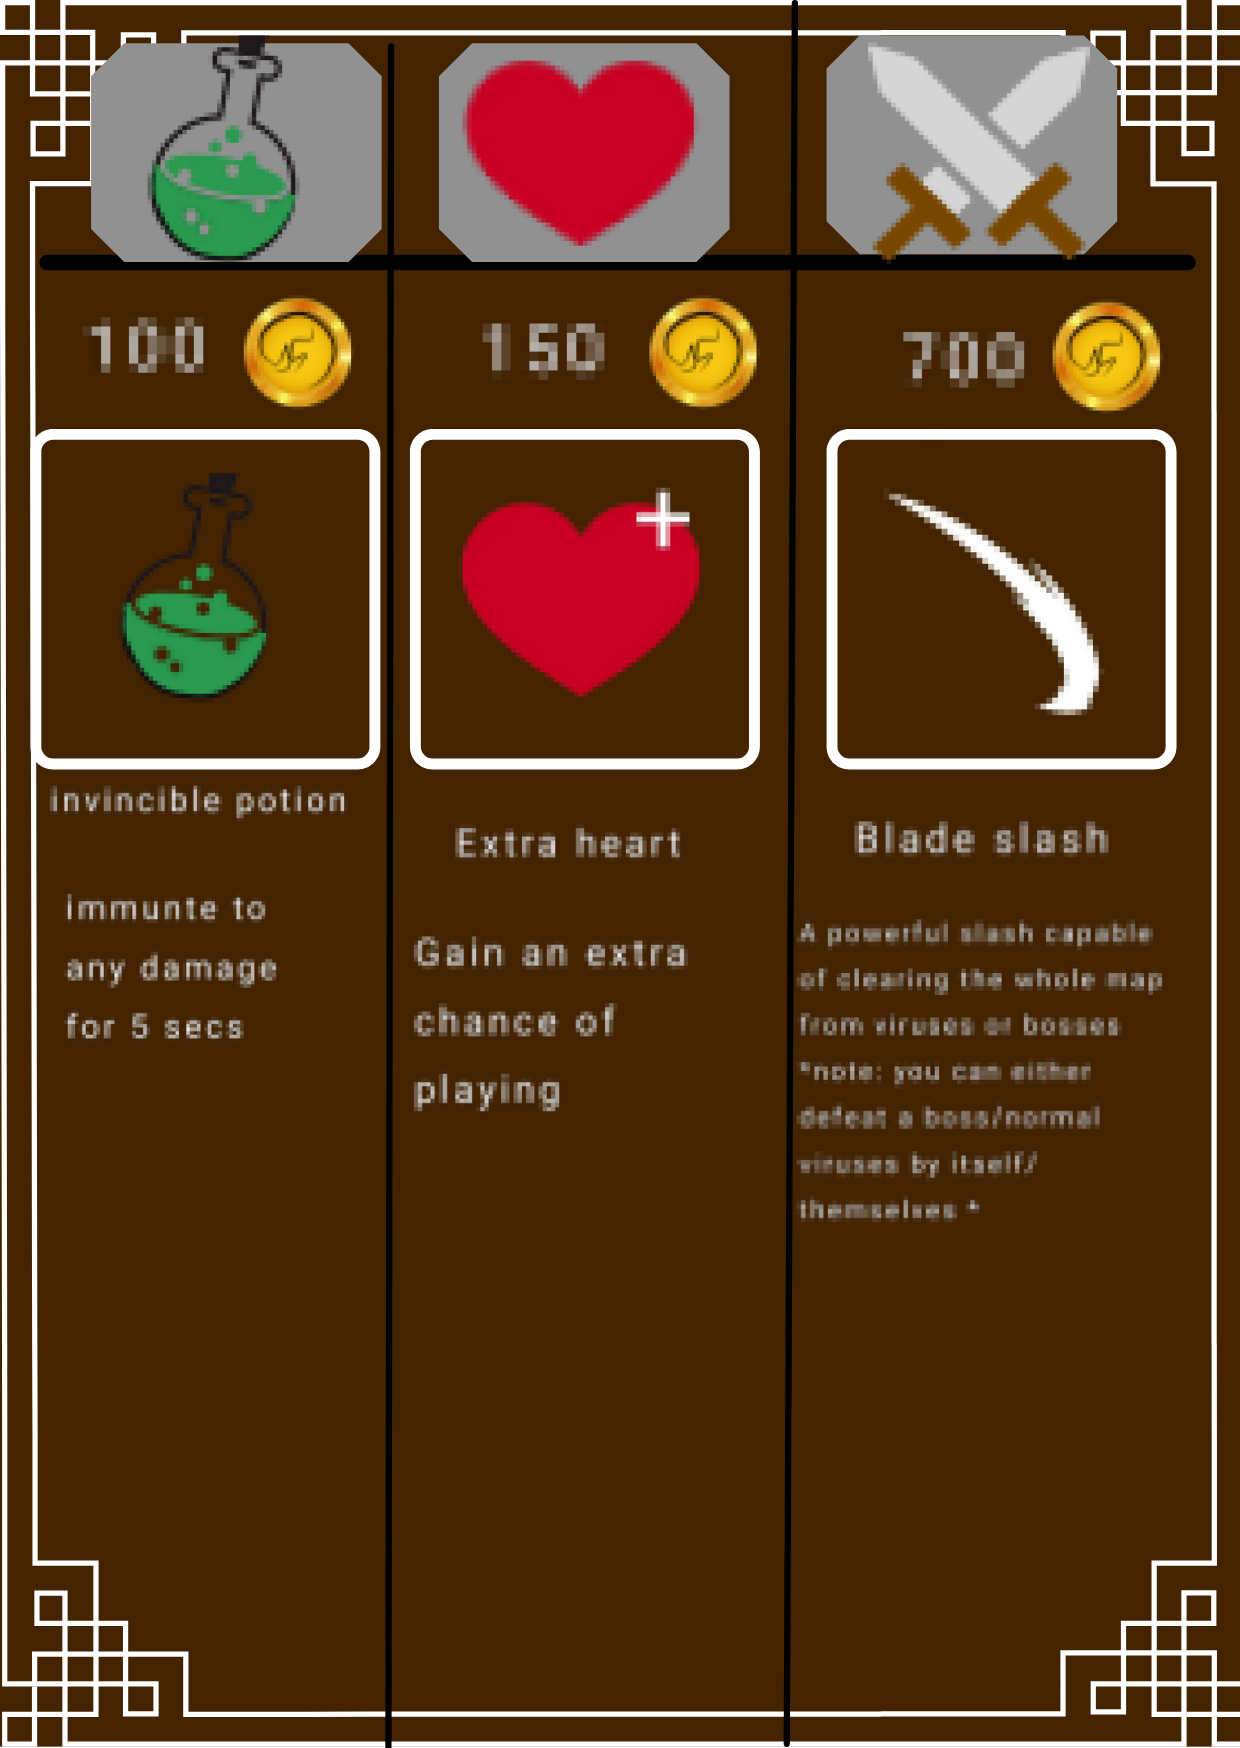 100
150
700
invincible potion
immunte to
any damage
for 5 secs
Extra heart
Gain an extra
chance of
playing
Blade slash
A powerful slash capable
of clearing the whole map
from viruses or bosses
*note: you can either
defeat a boss/normal
viruses by itself/
themselves *